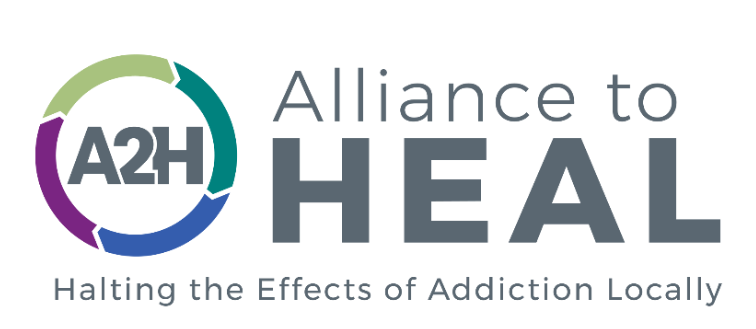 A2H
Alliance to
HEAL
Halting the Effects of Addiction Locally